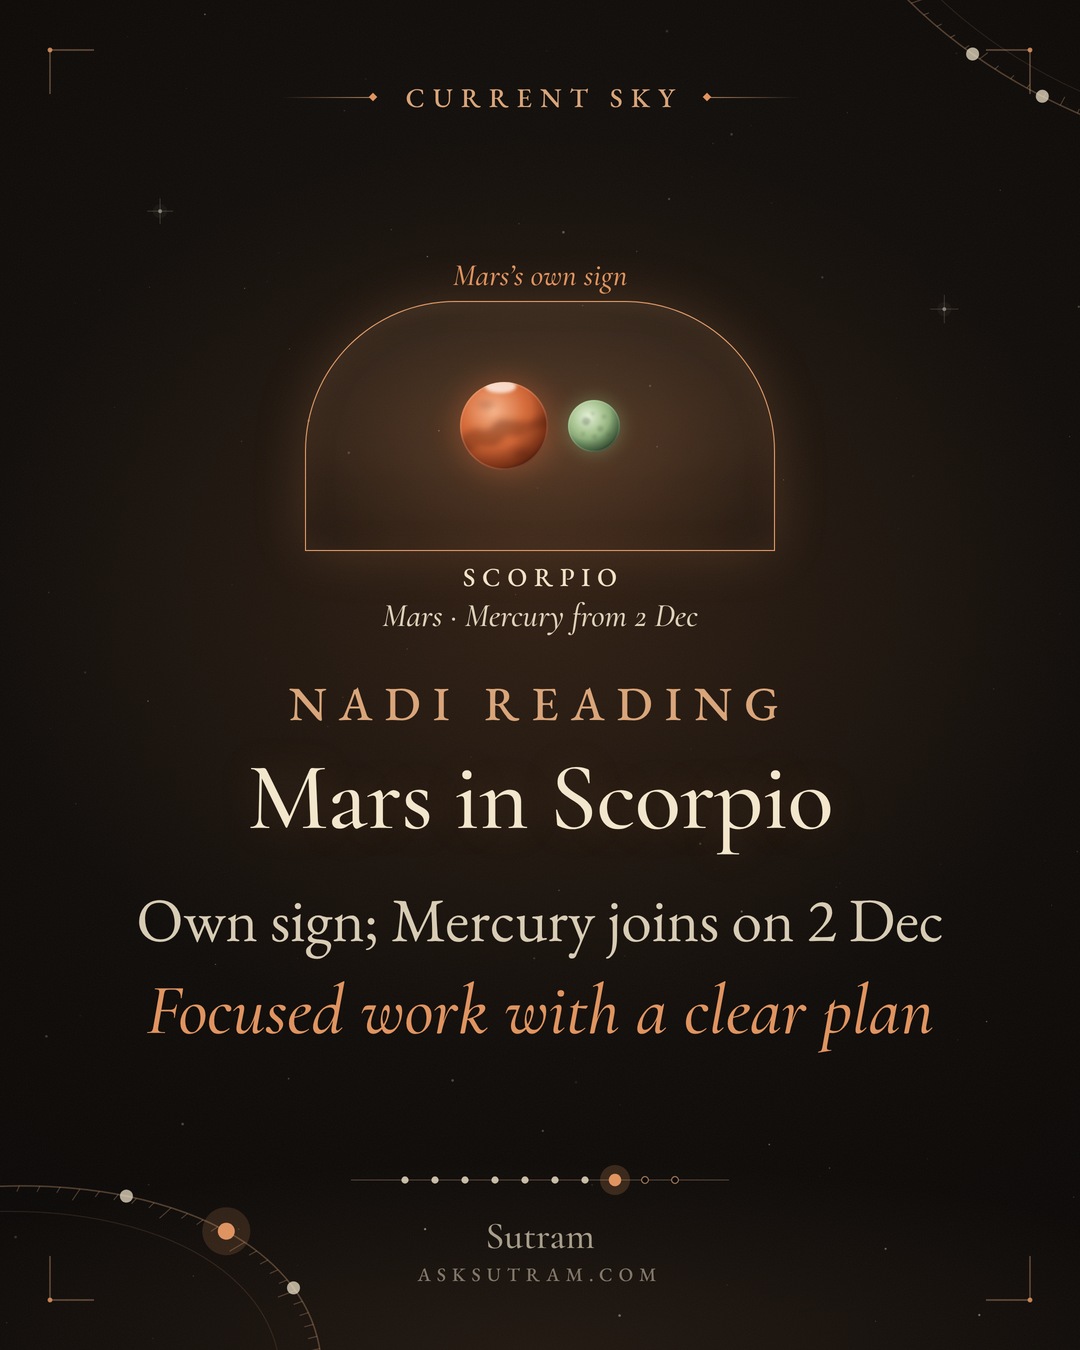 CURRENT SKY
Mars’s own sign
SCORPIO
Mars · Mercury from 2 Dec
NADI READING
Mars in Scorpio
Own sign; Mercury joins on 2 Dec
Focused work with a clear plan
Sutram
ASKSUTRAM.COM